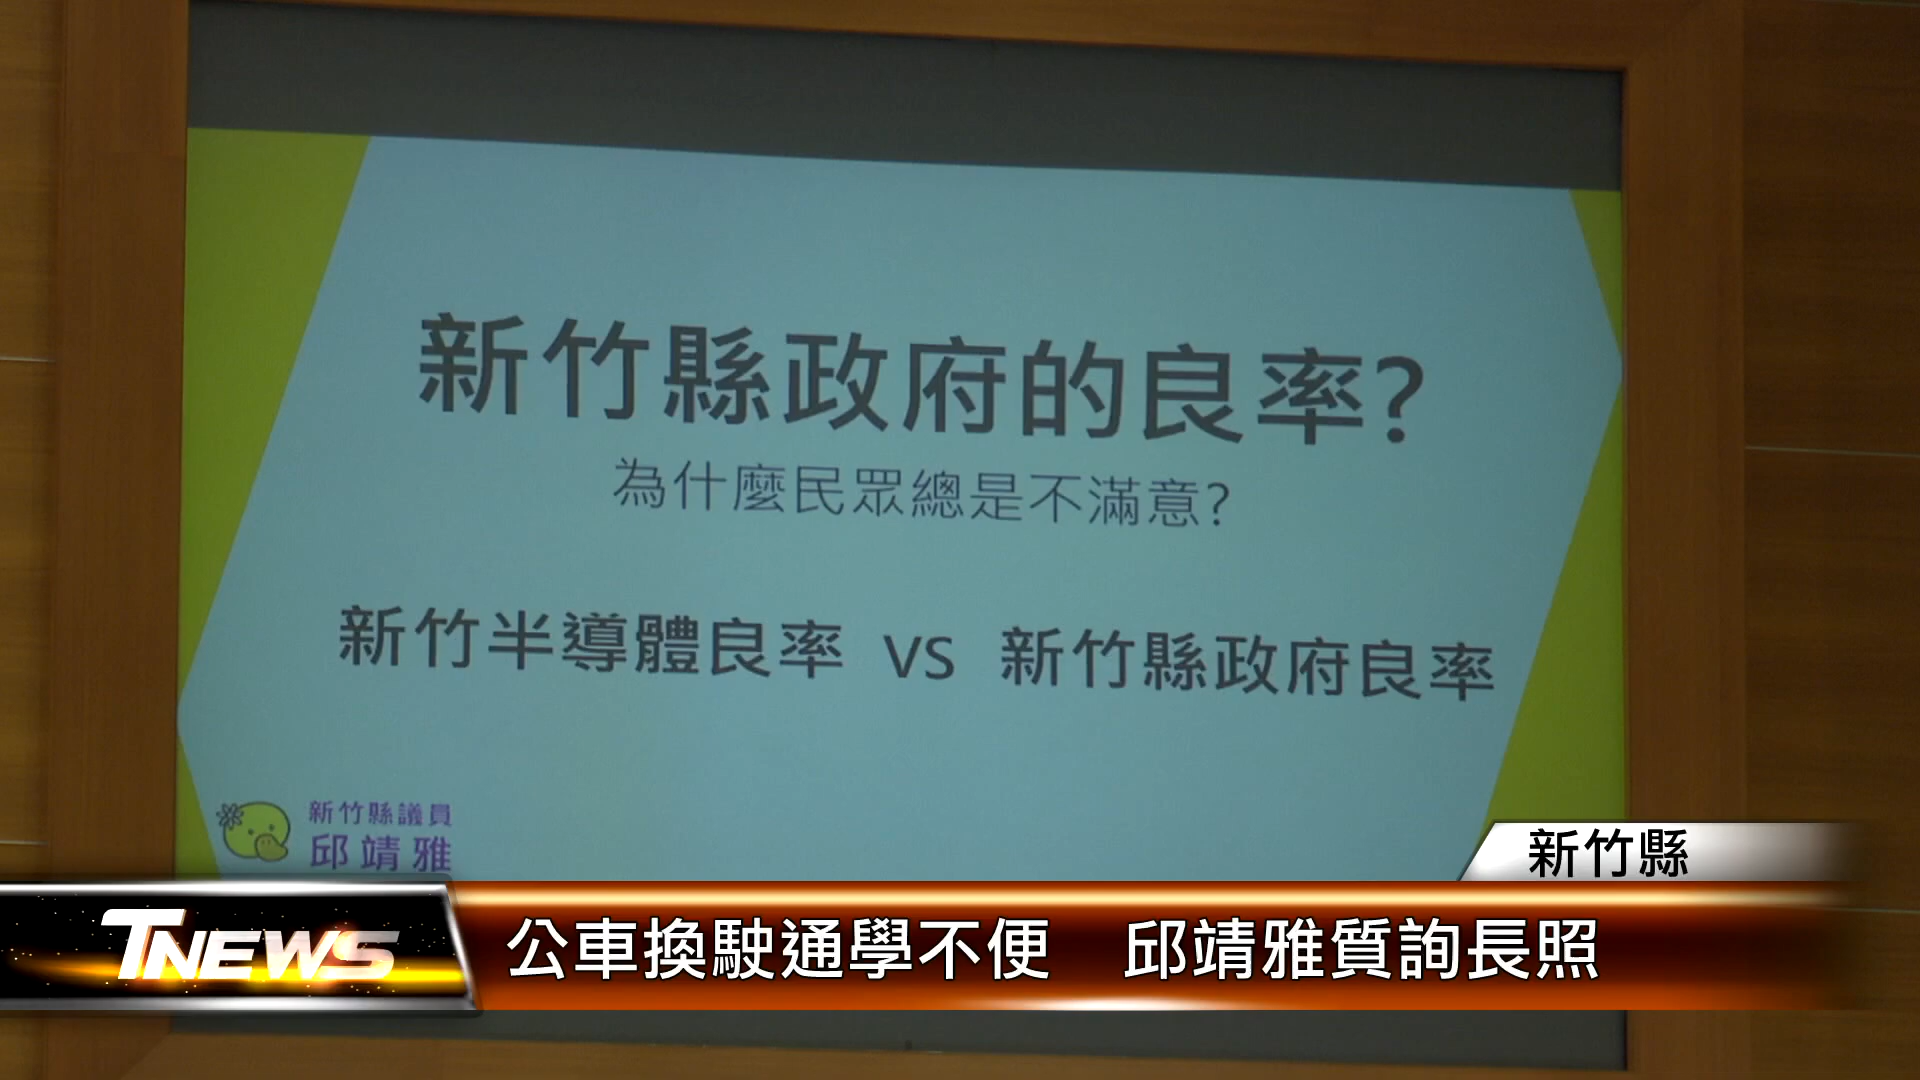 新竹縣政府的良率?
為什麼民眾總是不滿意?
新竹半導體良率 VS 新竹縣政府良率
新竹縣議員
邱靖雅
新竹縣
TNEWS
公車換駛通學不便 邱靖雅質詢長照